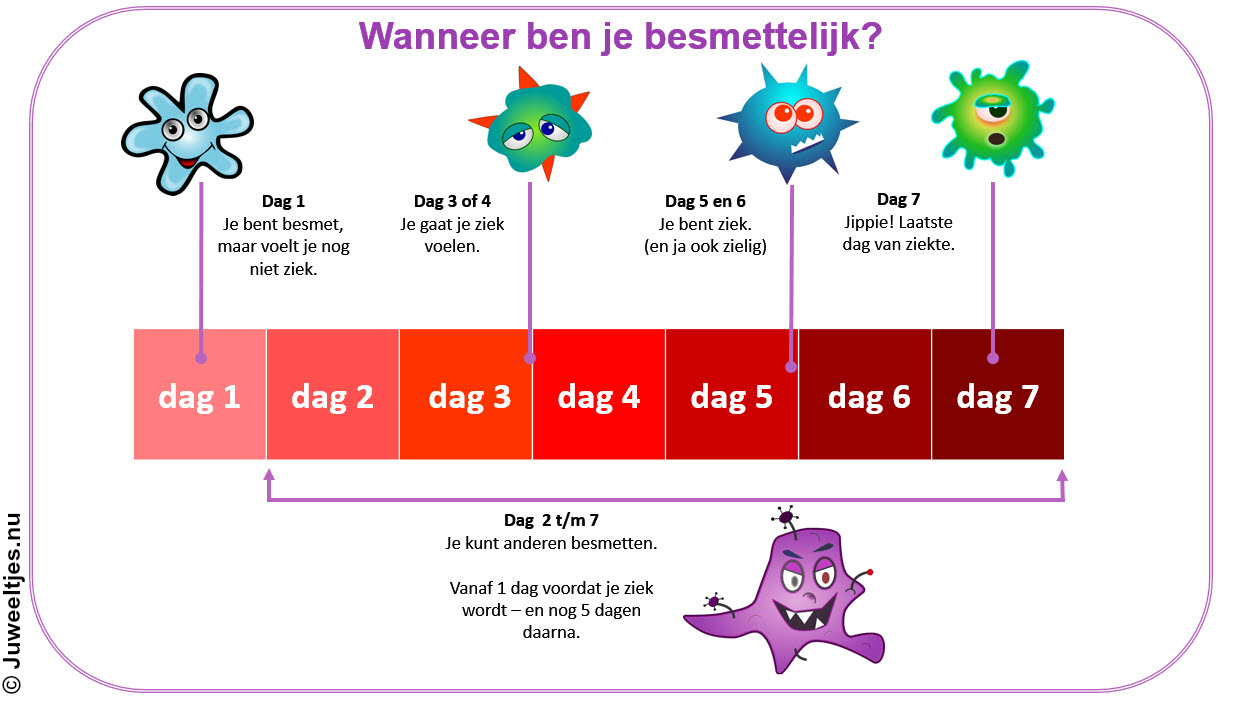 Wanneer ben je besmettelijk?
Dag 1
Je bent besmet,
maar voelt je nog
niet ziek.
Dag 3 of 4
Je gaat je ziek
voelen.
Dag 5 en 6
Je bent ziek.
(en ja ook zielig)
Dag 7
Jippie! Laatste
dag van ziekte.
dag 1
dag 2
dag 3
dag 4
dag 5
dag 6
dag 7
Dag 2 t/m 7
Je kunt anderen besmetten.
Vanaf 1 dag voordat je ziek
wordt – en nog 5 dagen
daarna.
© Juweeltjes.nu